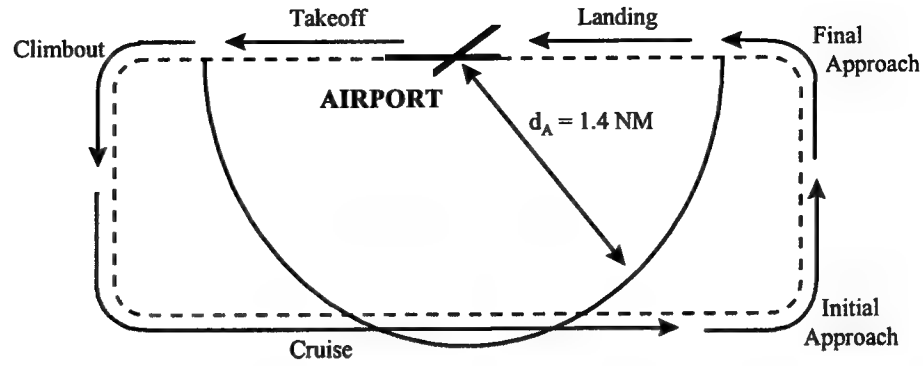 Takeoff
Landing
Climbout
Final
Approach
AIRPORT
d_A = 1.4 NM
Initial
Approach
Cruise